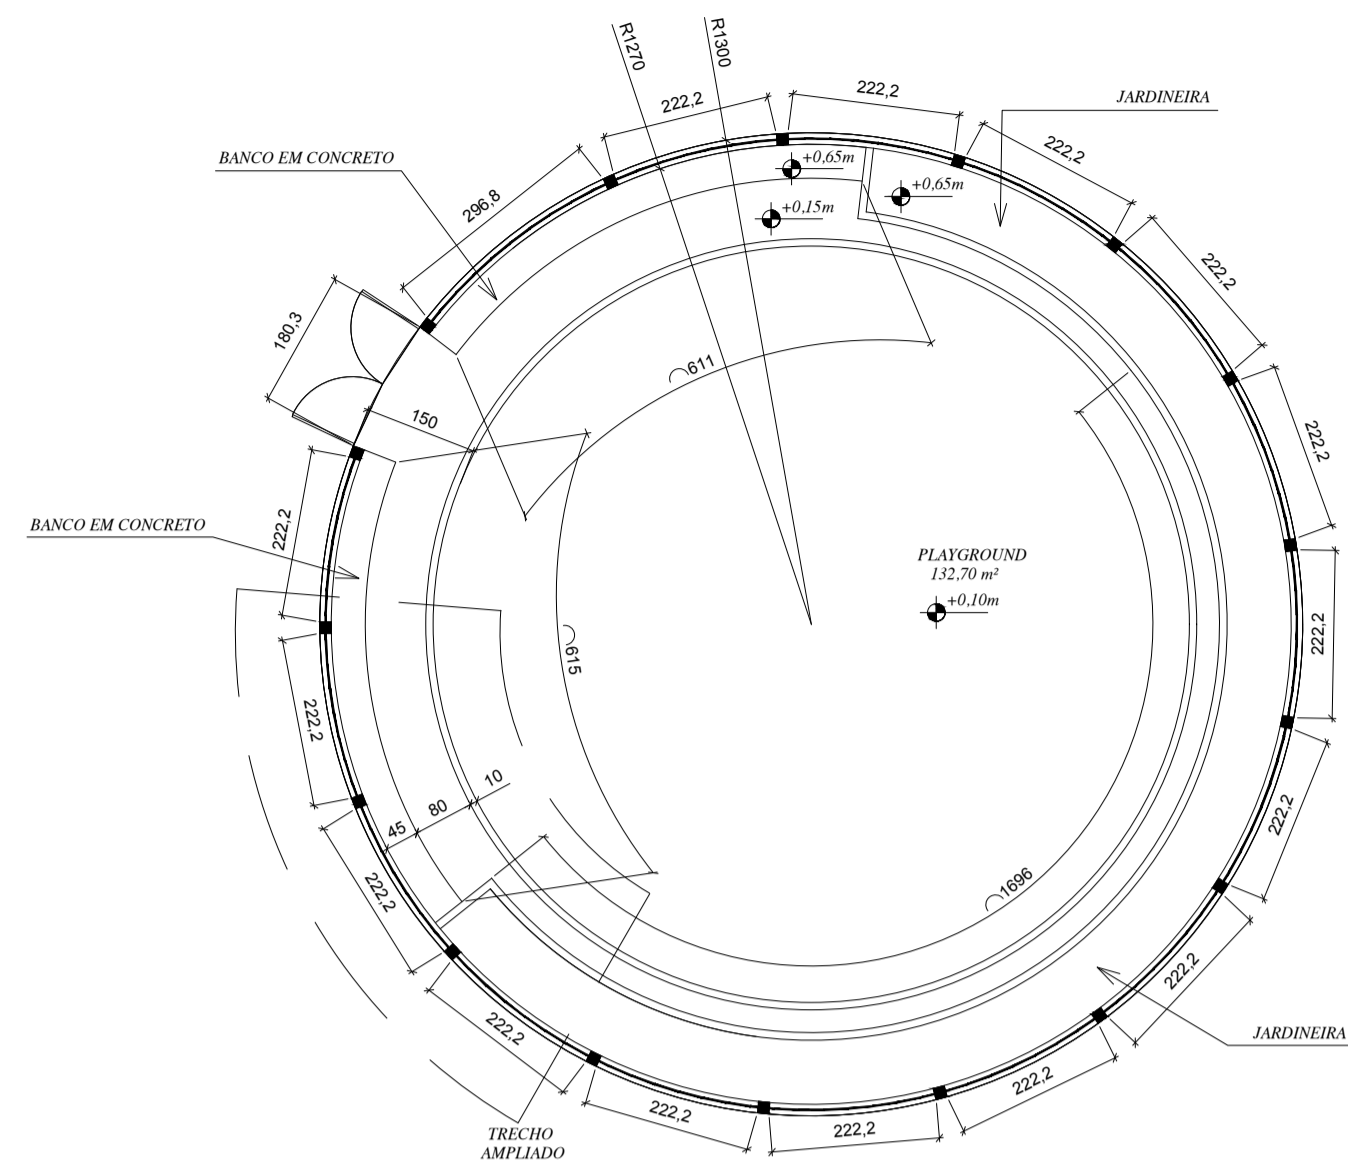 R1270
R1300
222,2
222,2
JARDINEIRA
BANCO EM CONCRETO
+0,65m
222,2
+0,65m
296,8
+0,15m
222,2
180,3
611
150
222,2
BANCO EM CONCRETO
222,2
PLAYGROUND
132,70 m²
+0,10m
222,2
615
222,2
10
80
45
222,2
222,2
1696
222,2
222,2
JARDINEIRA
222,2
222,2
222,2
TRECHO
AMPLIADO